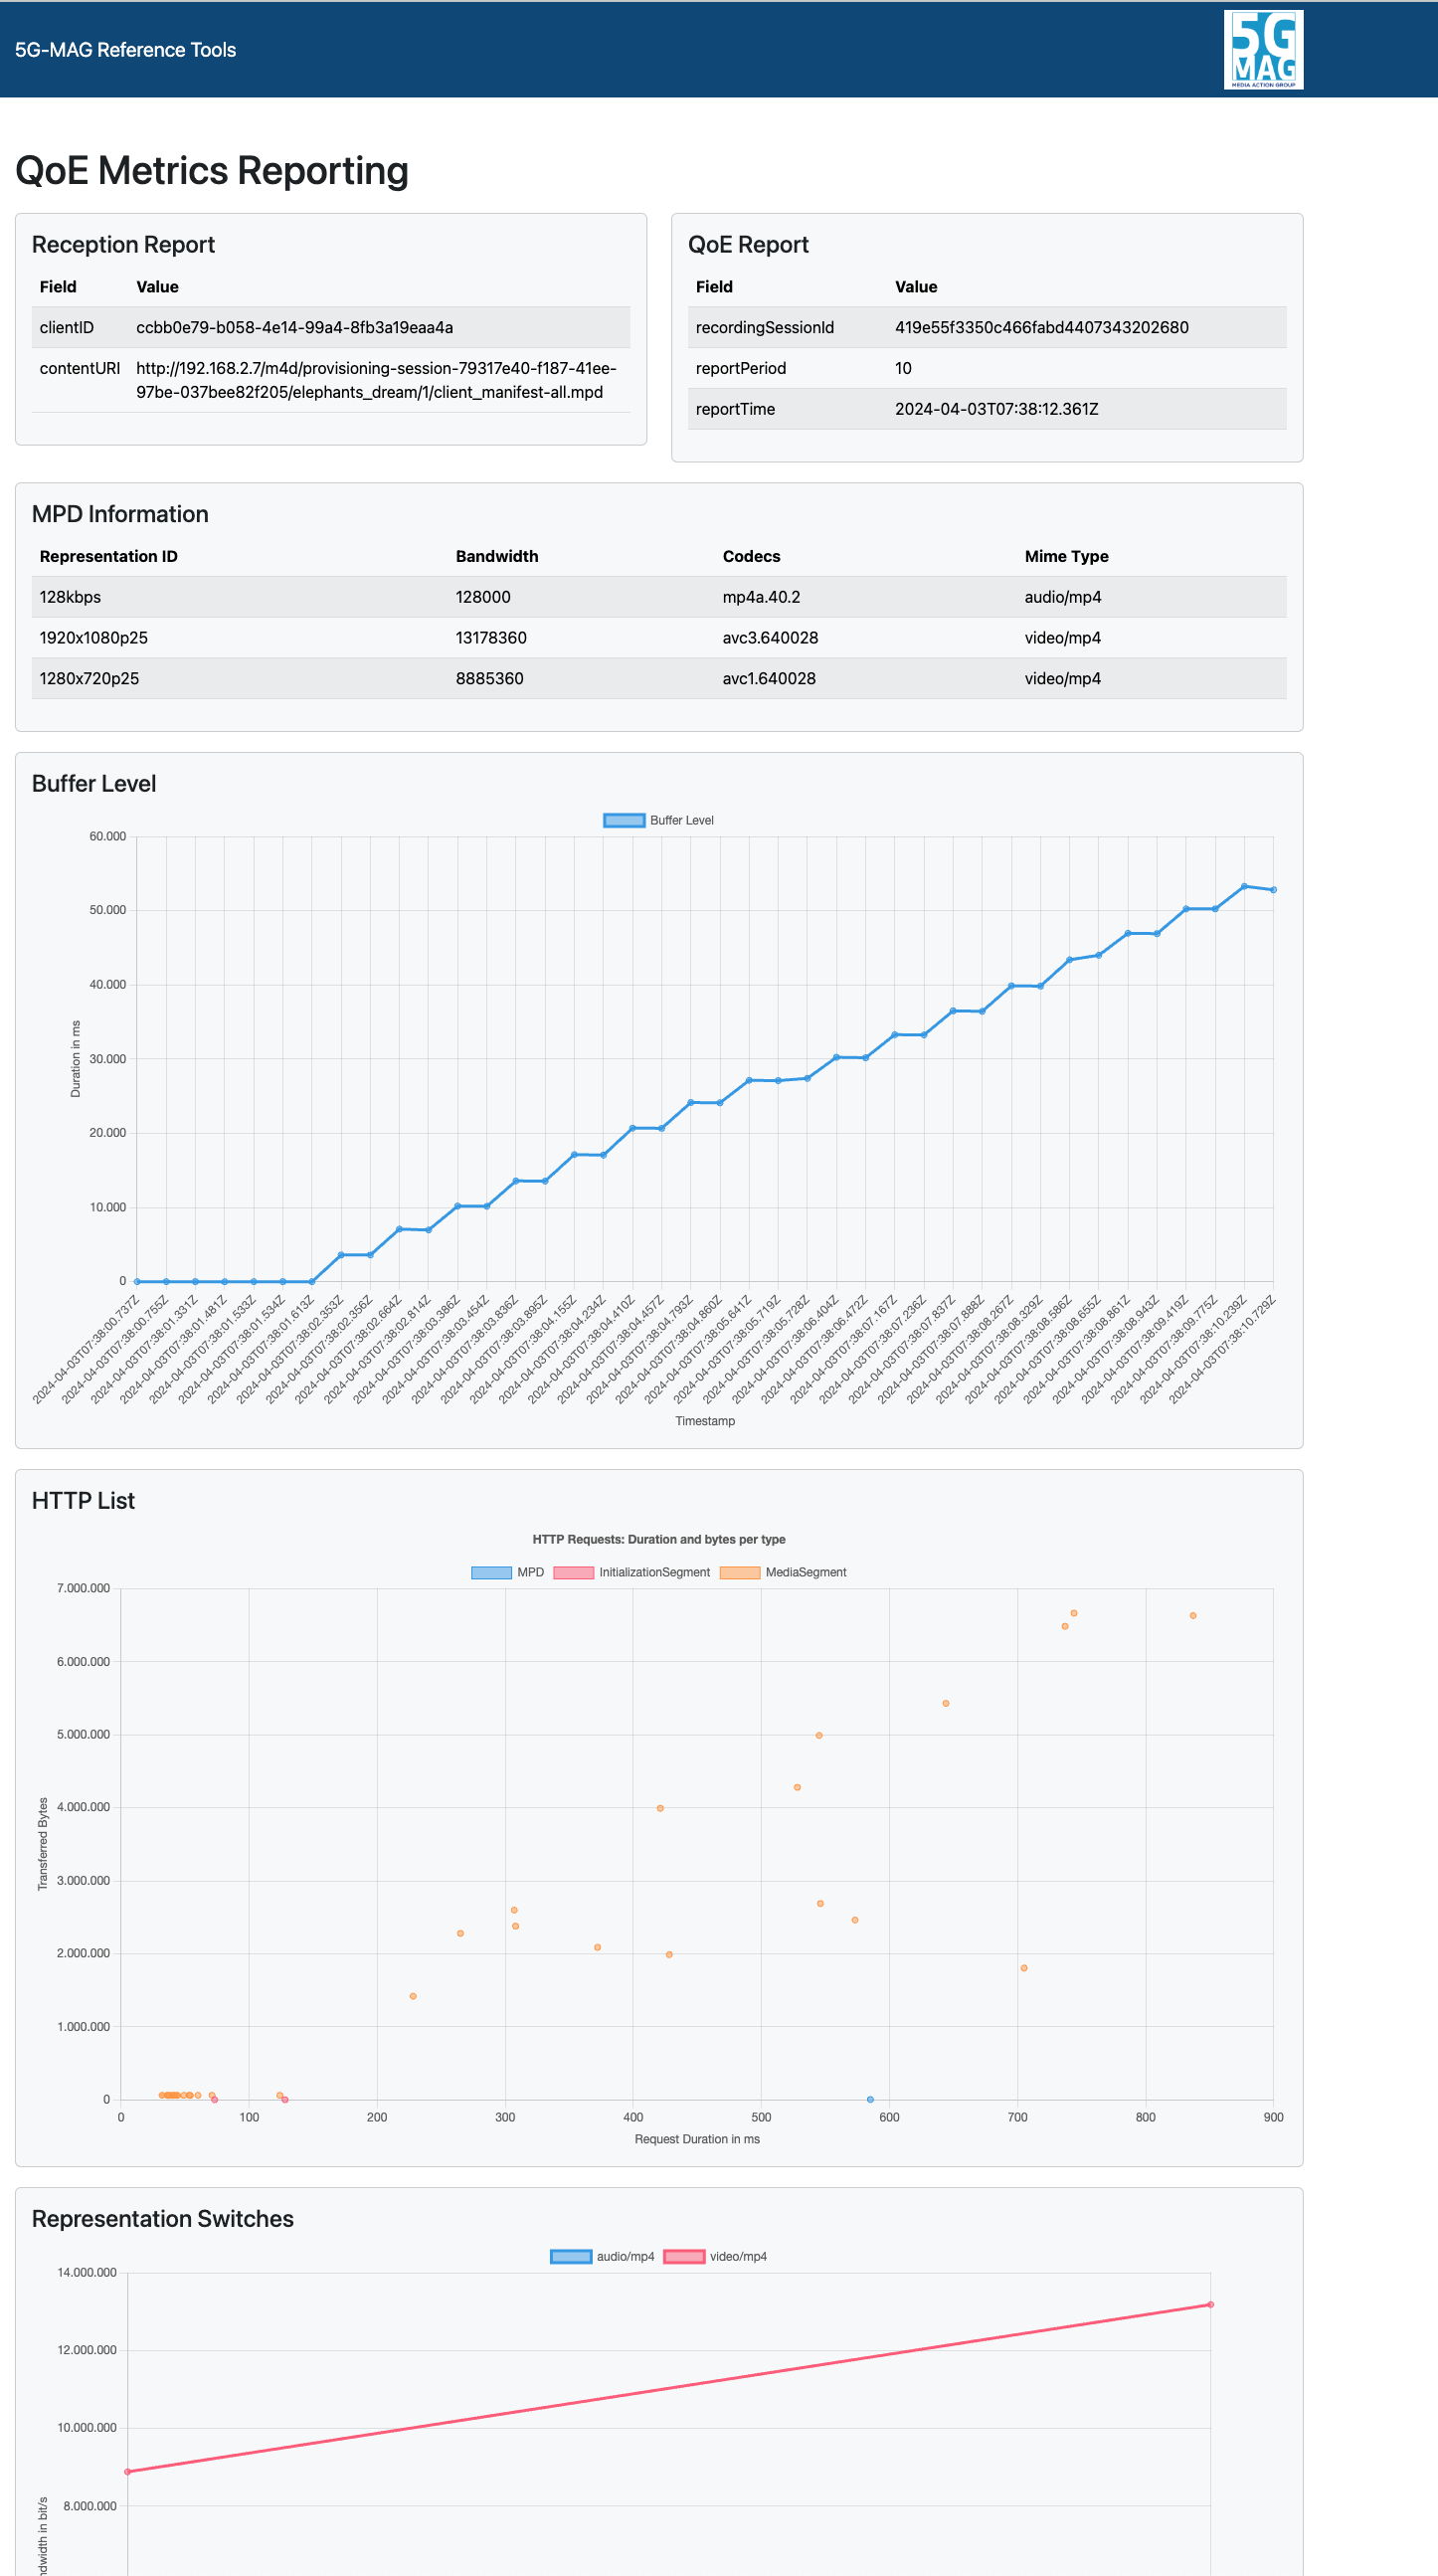 5G-MAG Reference Tools
5G
MAG
MEDIA ACTION GROUP
QoE Metrics Reporting
Reception Report
Field Value
clientID ccbb0e79-b058-4e14-99a4-8fb3a19eaa4a
contentURI http://192.168.2.7/m4d/provisioning-session-79317e40-f187-41ee-
97be-037bee82f205/elephants_dream/1/client_manifest-all.mpd
QoE Report
Field Value
recordingSessionId 419e55f3350c466fabd4407343202680
reportPeriod 10
reportTime 2024-04-03T07:38:12.361Z
MPD Information
Representation ID Bandwidth Codecs Mime Type
128kbps 128000 mp4a.40.2 audio/mp4
1920x1080p25 13178360 avc3.640028 video/mp4
1280x720p25 8885360 avc1.640028 video/mp4
Buffer Level
Buffer Level
60.000
50.000
40.000
30.000
20.000
10.000
0
Duration in ms
2024-04-03T07:38:00.737Z
2024-04-03T07:38:00.755Z
2024-04-03T07:38:01.331Z
2024-04-03T07:38:01.481Z
2024-04-03T07:38:01.533Z
2024-04-03T07:38:01.534Z
2024-04-03T07:38:01.613Z
2024-04-03T07:38:02.353Z
2024-04-03T07:38:02.356Z
2024-04-03T07:38:02.664Z
2024-04-03T07:38:02.814Z
2024-04-03T07:38:03.386Z
2024-04-03T07:38:03.454Z
2024-04-03T07:38:03.836Z
2024-04-03T07:38:03.895Z
2024-04-03T07:38:04.155Z
2024-04-03T07:38:04.234Z
2024-04-03T07:38:04.410Z
2024-04-03T07:38:04.457Z
2024-04-03T07:38:04.793Z
2024-04-03T07:38:04.860Z
2024-04-03T07:38:05.641Z
2024-04-03T07:38:05.719Z
2024-04-03T07:38:05.728Z
2024-04-03T07:38:06.404Z
2024-04-03T07:38:06.472Z
2024-04-03T07:38:07.167Z
2024-04-03T07:38:07.236Z
2024-04-03T07:38:07.837Z
2024-04-03T07:38:07.888Z
2024-04-03T07:38:08.267Z
2024-04-03T07:38:08.329Z
2024-04-03T07:38:08.586Z
2024-04-03T07:38:08.655Z
2024-04-03T07:38:08.861Z
2024-04-03T07:38:08.943Z
2024-04-03T07:38:09.419Z
2024-04-03T07:38:09.775Z
2024-04-03T07:38:10.239Z
2024-04-03T07:38:10.729Z
Timestamp
HTTP List
HTTP Requests: Duration and bytes per type
MPD InitializationSegment MediaSegment
7.000.000
6.000.000
5.000.000
4.000.000
3.000.000
2.000.000
1.000.000
0
Transferred Bytes
0 100 200 300 400 500 600 700 800 900
Request Duration in ms
Representation Switches
audio/mp4 video/mp4
14.000.000
12.000.000
10.000.000
8.000.000
ndwidth in bit/s